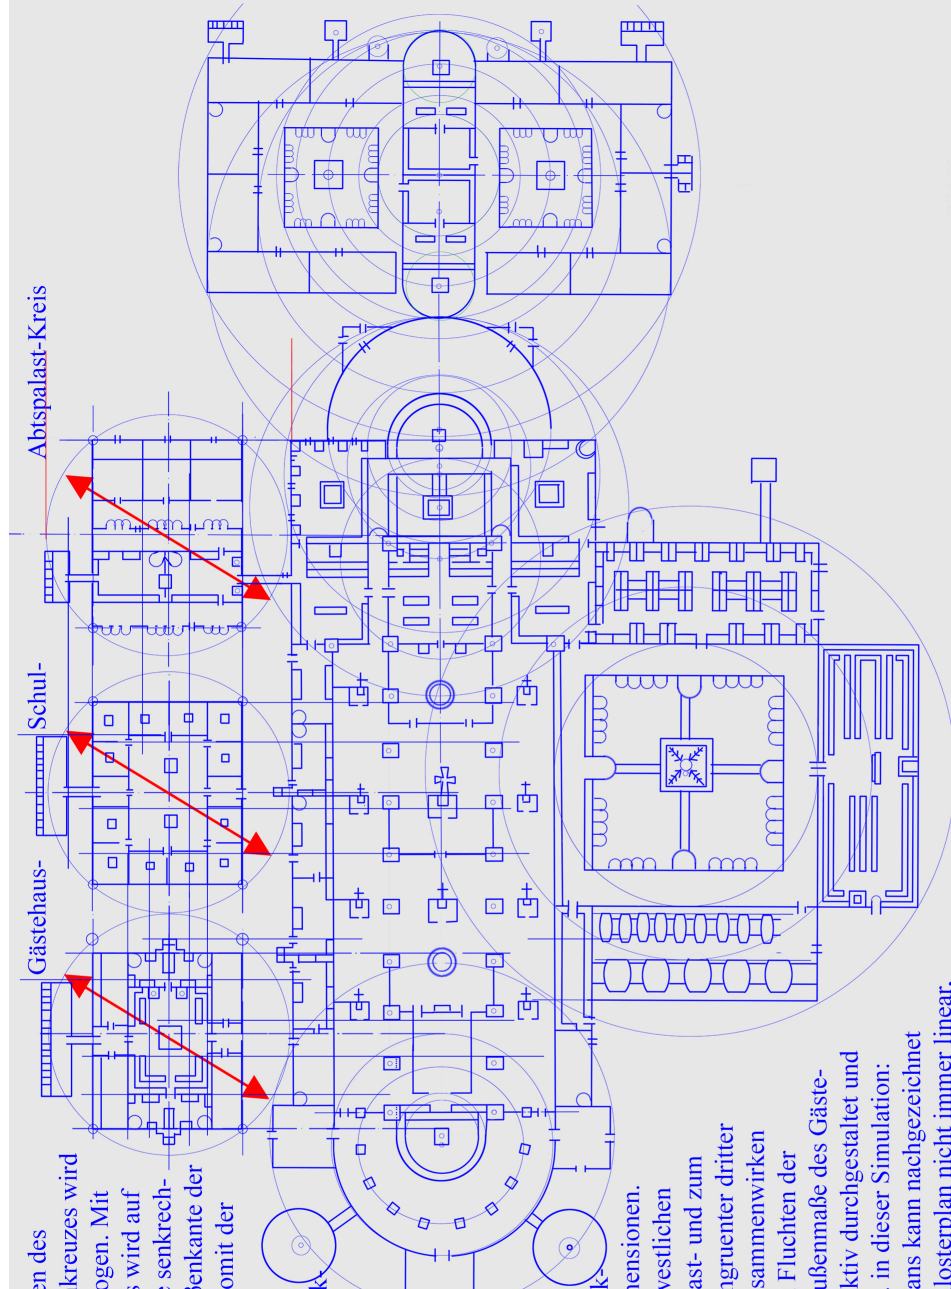 Gästehaus- Schul- Abtspalast-Kreis
en des
kreuzes wird
ogen. Mit
s wird auf
e senkrech-
ßenkante der
omit der
k-
k-
nensionen.
westlichen
ast- und zum
ngruenter dritter
sammenwirken
Fluchten der
ußenmaße des Gäste-
ktiv durchgestaltet und
. in dieser Simulation:
ans kann nachgezeichnet
losterplan nicht immer linear,